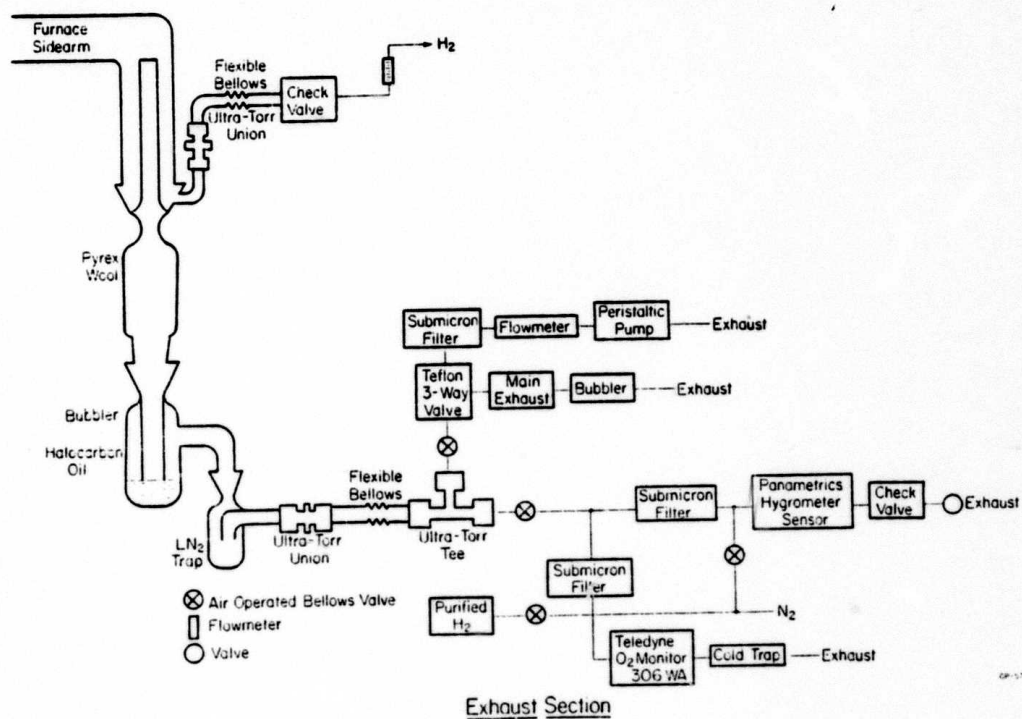 Furnace
Sidearm
Flexible
Bellows
Ultra-Torr
Union
Check
Valve
H2
Pyrex
Wool
Bubbler
Halocarbon
Oil
LN2
Trap
Ultra-Torr
Union
Flexible
Bellows
Ultra-Torr
Tee
Submicron
Filter
Flowmeter
Peristaltic
Pump
Exhaust
Teflon
3-Way
Valve
Main
Exhaust
Bubbler
Exhaust
Submicron
Filter
Panametrics
Hygrometer
Sensor
Check
Valve
Exhaust
Submicron
Filter
Purified
H2
N2
Teledyne
O2 Monitor
306 WA
Cold Trap
Exhaust
Air Operated Bellows Valve
Flowmeter
Valve
Exhaust Section